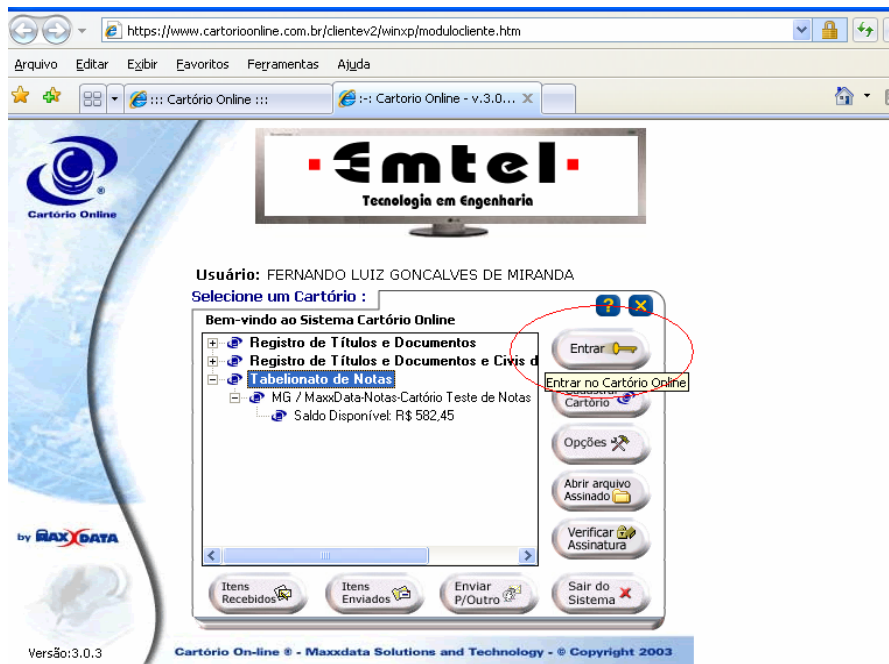 https://www.cartorioonline.com.br/clientev2/winxp/modulocliente.htm
Arquivo Editar Exibir Favoritos Ferramentas Ajuda
::: Cartório Online ::: :-: Cartorio Online - v.3.0...
Cartório Online
Emtel
Tecnologia em Engenharia
Usuário: FERNANDO LUIZ GONCALVES DE MIRANDA
Selecione um Cartório :
Bem-vindo ao Sistema Cartório Online
Registro de Títulos e Documentos
Registro de Títulos e Documentos e Civis d
Tabelionato de Notas
MG / MaxxData-Notas-Cartório Teste de Notas
Saldo Disponível: R$ 582,45
Entrar
Entrar no Cartório Online
Cadastrar
Cartório
Opções
Abrir arquivo
Assinado
Verificar
Assinatura
Itens
Recebidos
Itens
Enviados
Enviar
P/Outro
Sair do
Sistema
by MAXXDATA
Versão:3.0.3
Cartório On-line ® - Maxxdata Solutions and Technology - © Copyright 2003